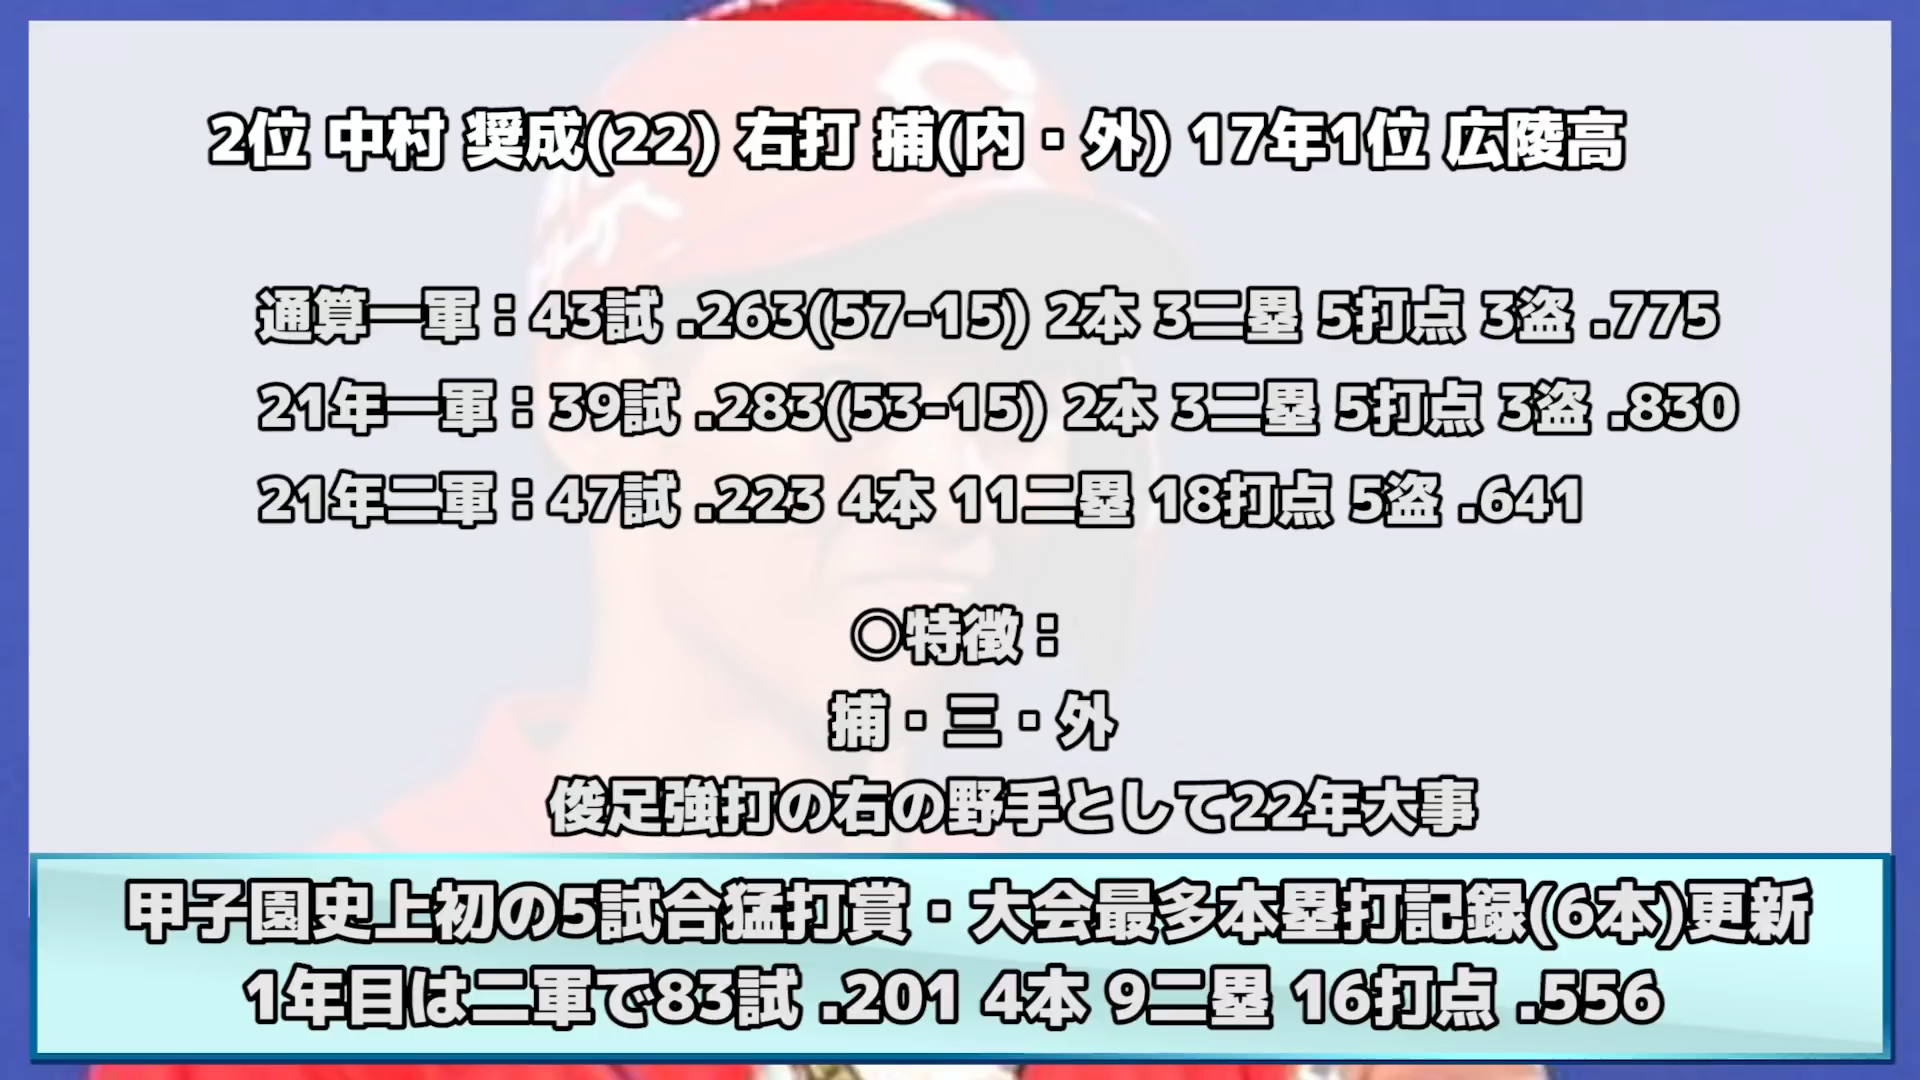 2位 中村 奨成(22) 右打 捕(内・外) 17年1位 広陵高
通算一軍：43試 .263(57-15) 2本 3二塁 5打点 3盗 .775
21年一軍：39試 .283(53-15) 2本 3二塁 5打点 3盗 .830
21年二軍：47試 .223 4本 11二塁 18打点 5盗 .641
◎特徴：
捕・三・外
俊足強打の右の野手として22年大事
甲子園史上初の5試合猛打賞・大会最多本塁打記録(6本)更新
1年目は二軍で83試 .201 4本 9二塁 16打点 .556